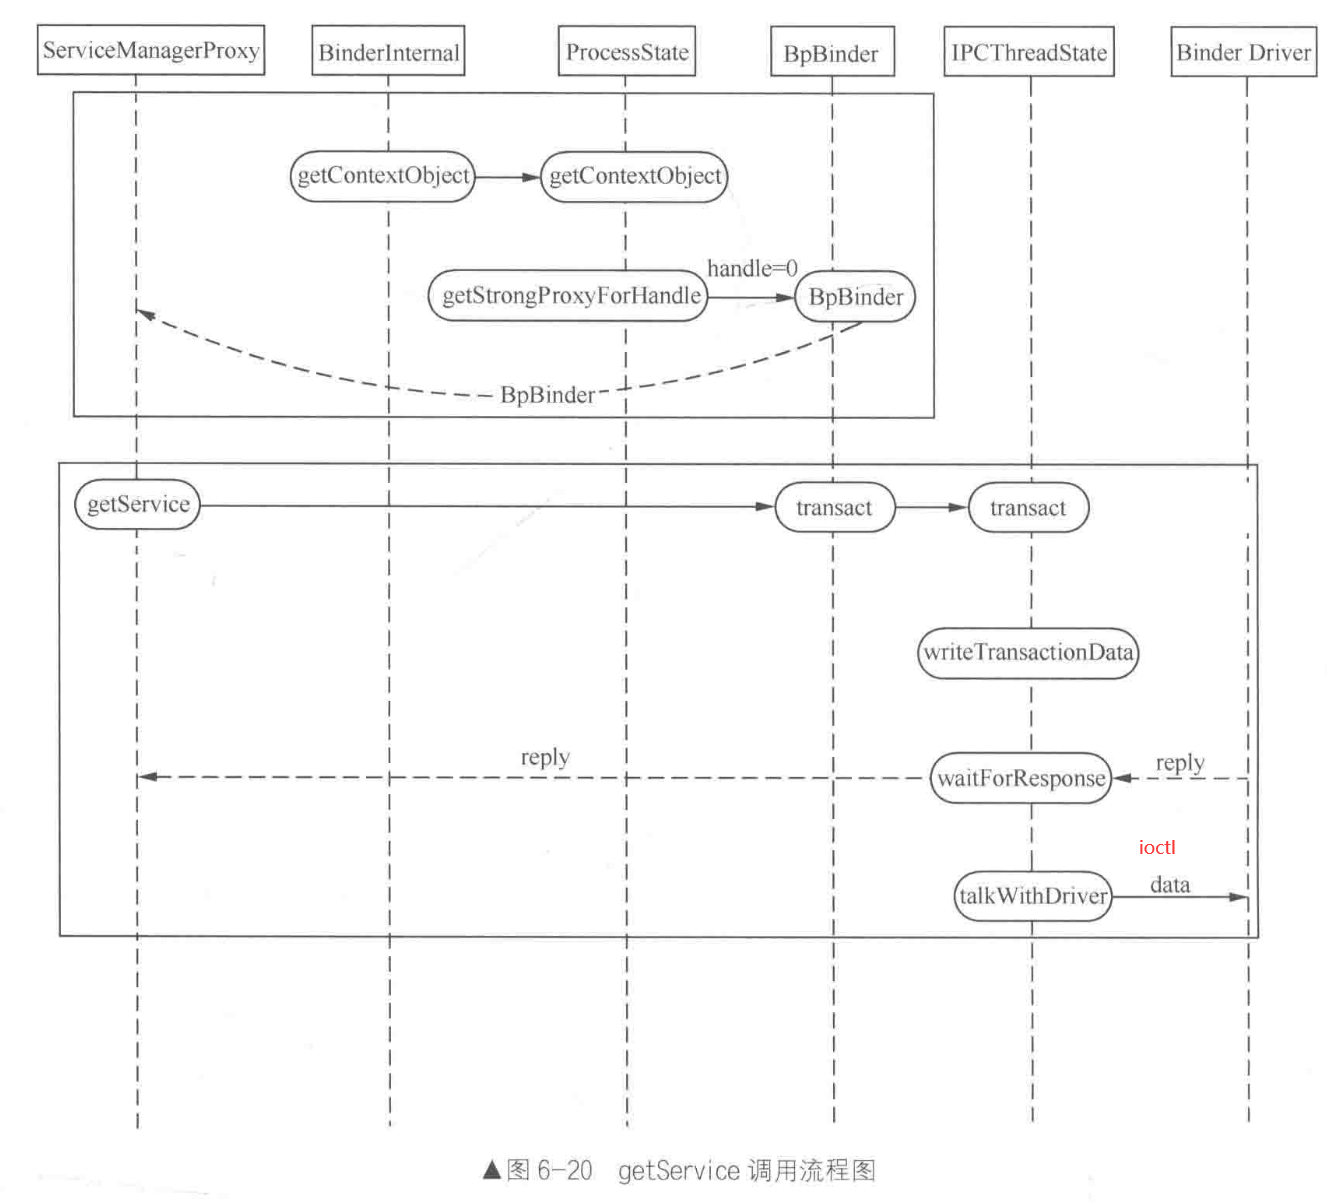 ServiceManagerProxy
BinderInternal
ProcessState
BpBinder
IPCThreadState
Binder Driver
getContextObject
getContextObject
handle=0
getStrongProxyForHandle
BpBinder
BpBinder
getService
transact
transact
writeTransactionData
reply
waitForResponse
reply
ioctl
talkWithDriver
data
▲图 6-20 getService 调用流程图